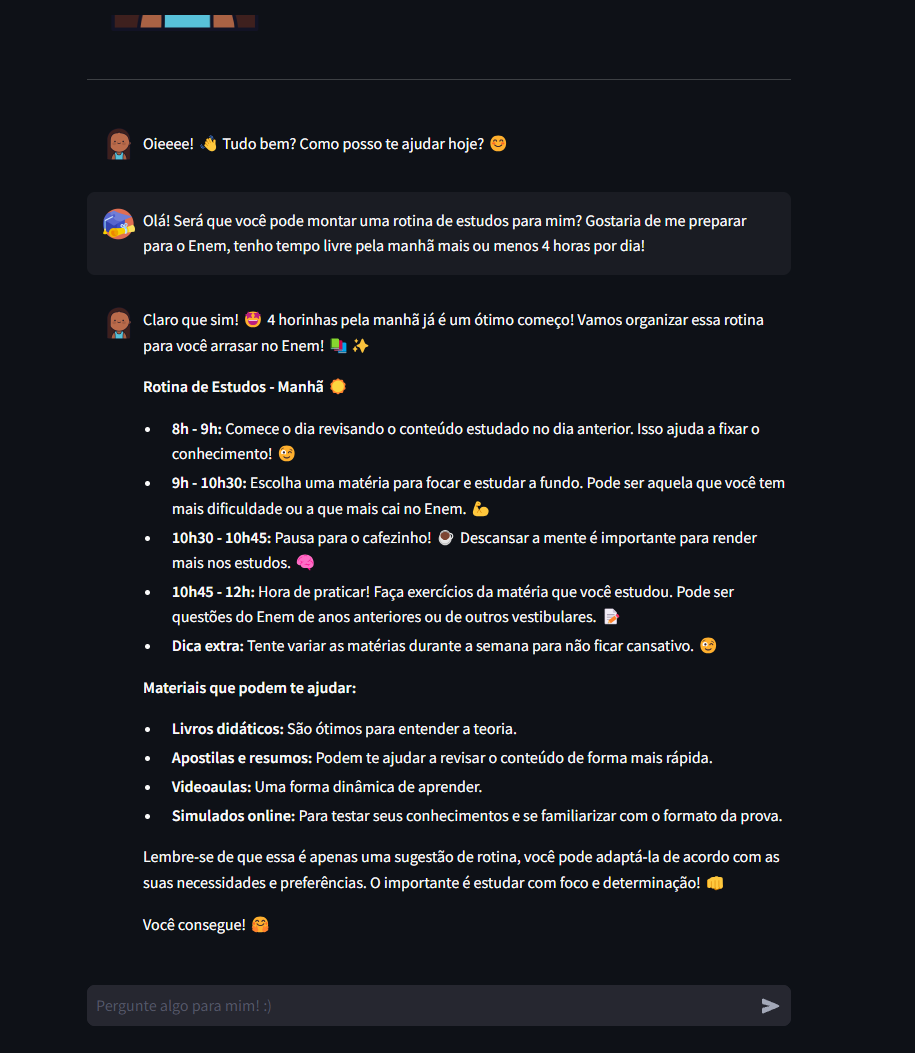 Oieeee! 👋 Tudo bem? Como posso te ajudar hoje? 😊
Olá! Será que você pode montar uma rotina de estudos para mim? Gostaria de me preparar
para o Enem, tenho tempo livre pela manhã mais ou menos 4 horas por dia!
Claro que sim! 🤩 4 horinhas pela manhã já é um ótimo começo! Vamos organizar essa rotina
para você arrasar no Enem! 📚 ✨
Rotina de Estudos - Manhã ☀️
• 8h - 9h: Comece o dia revisando o conteúdo estudado no dia anterior. Isso ajuda a fixar o
conhecimento! 😉
• 9h - 10h30: Escolha uma matéria para focar e estudar a fundo. Pode ser aquela que você tem
mais dificuldade ou a que mais cai no Enem. 💪
• 10h30 - 10h45: Pausa para o cafezinho! ☕ Descansar a mente é importante para render
mais nos estudos. 🧠
• 10h45 - 12h: Hora de praticar! Faça exercícios da matéria que você estudou. Pode ser
questões do Enem de anos anteriores ou de outros vestibulares. 📝
• Dica extra: Tente variar as matérias durante a semana para não ficar cansativo. 😉
Materiais que podem te ajudar:
• Livros didáticos: São ótimos para entender a teoria.
• Apostilas e resumos: Podem te ajudar a revisar o conteúdo de forma mais rápida.
• Videoaulas: Uma forma dinâmica de aprender.
• Simulados online: Para testar seus conhecimentos e se familiarizar com o formato da prova.
Lembre-se de que essa é apenas uma sugestão de rotina, você pode adaptá-la de acordo com as
suas necessidades e preferências. O importante é estudar com foco e determinação! 👊
Você consegue! 🤗
Pergunte algo para mim! :)